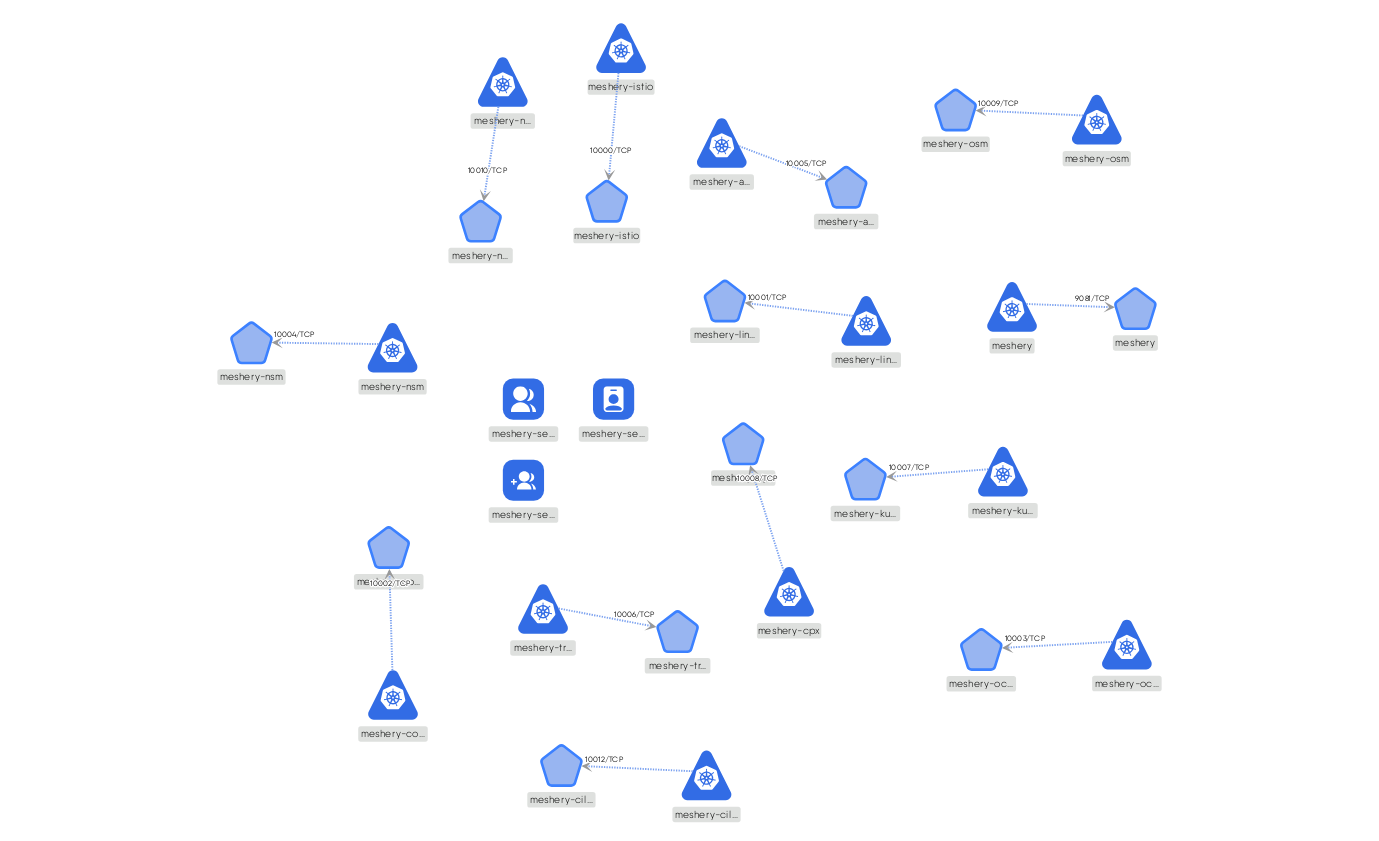 meshery-istio
meshery-n...
10010/TCP
10000/TCP
meshery-n...
meshery-istio
meshery-a...
10005/TCP
meshery-a...
10009/TCP
meshery-osm
meshery-osm
10004/TCP
meshery-nsm
meshery-nsm
10001/TCP
meshery-lin...
meshery-lin...
9081/TCP
meshery
meshery
meshery-se...
meshery-se...
meshery-se...
10008/TCP
10007/TCP
meshery-ku...
meshery-ku...
10002/TCP
meshery-co...
10006/TCP
meshery-tr...
meshery-tr...
meshery-cpx
10003/TCP
meshery-oc...
meshery-oc...
10012/TCP
meshery-cil...
meshery-cil...